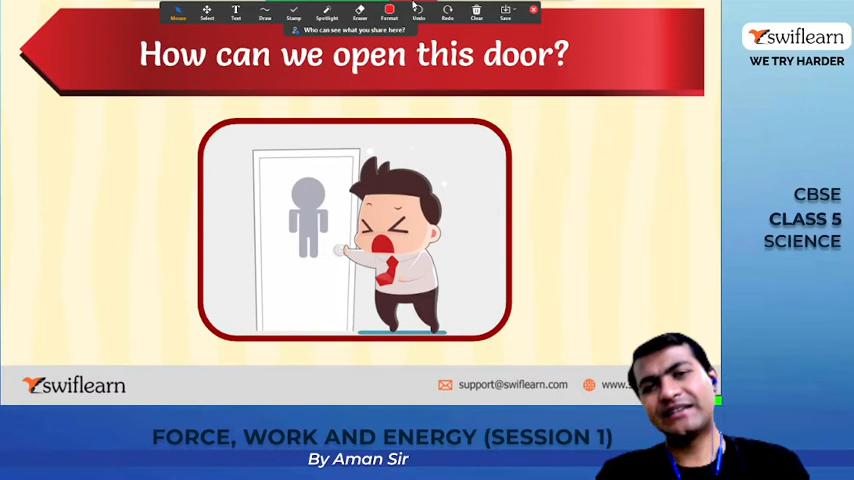 Mouse Select Text Draw Stamp Spotlight Eraser Format Undo Redo Clear Save
Who can see what you share here?
How can we open this door?
swiflearn
WE TRY HARDER
CBSE
CLASS 5
SCIENCE
swiflearn
support@swiflearn.com
www.s
FORCE, WORK AND ENERGY (SESSION 1)
By Aman Sir